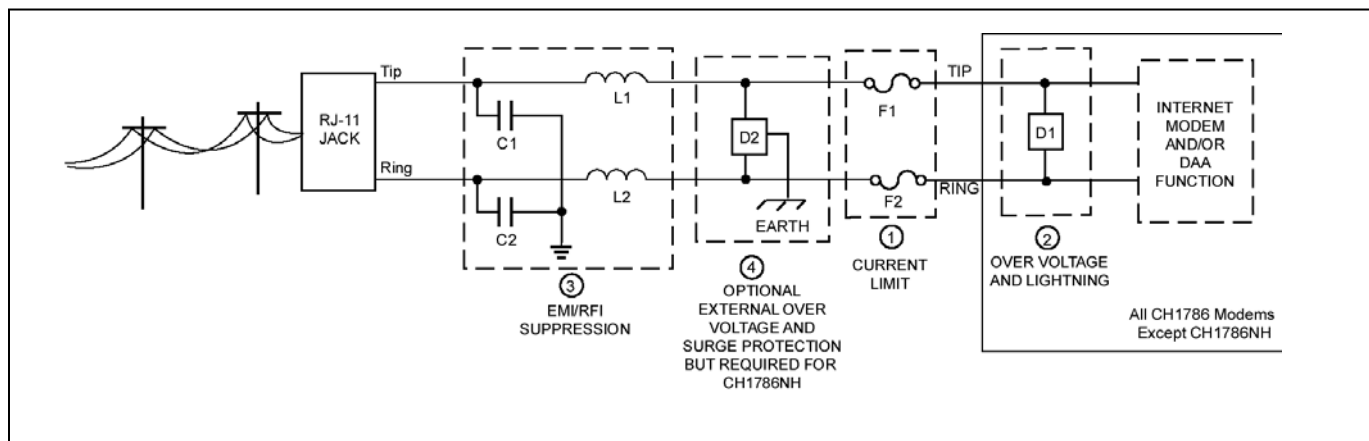 Tip
RJ-11
JACK
Ring
C1
L1
C2
L2
③
EMI/RFI
SUPPRESSION
D2
EARTH
④
OPTIONAL
EXTERNAL OVER
VOLTAGE AND
SURGE PROTECTION
BUT REQUIRED FOR
CH1786NH
F1
F2
①
CURRENT
LIMIT
TIP
RING
D1
②
OVER VOLTAGE
AND LIGHTNING
INTERNET
MODEM
AND/OR
DAA
FUNCTION
All CH1786 Modems
Except CH1786NH